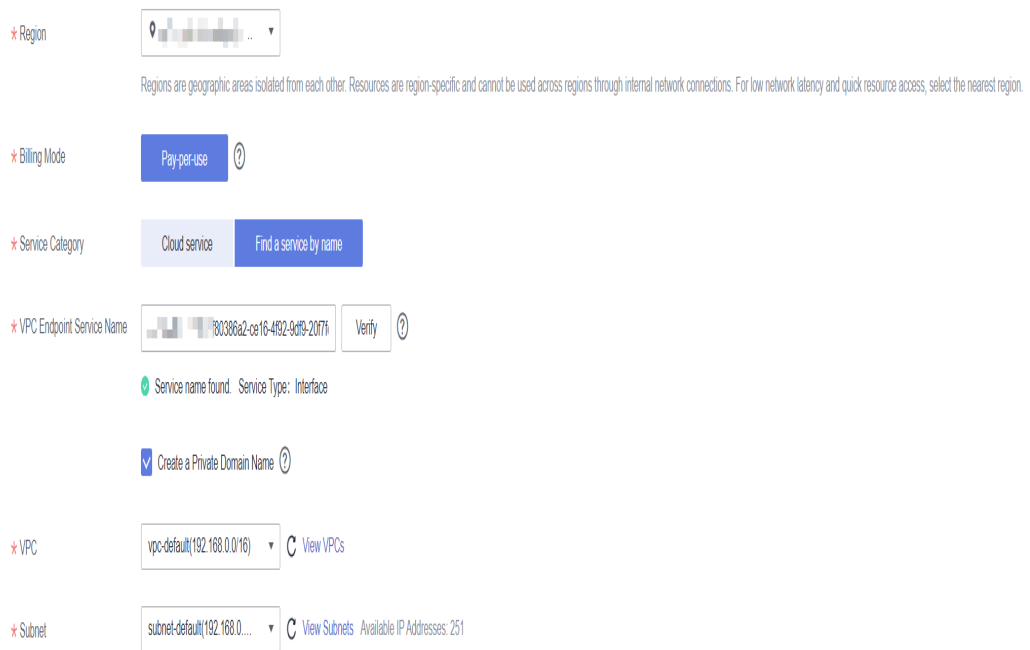 * Region ..
Regions are geographic areas isolated from each other. Resources are region-specific and cannot be used across regions through internal network connections. For low network latency and quick resource access, select the nearest region.
* Billing Mode Pay-per-use ?
* Service Category Cloud service Find a service by name
* VPC Endpoint Service Name f80386a2-ce16-4f92-9df9-20f7f Verify ?
Service name found. Service Type: Interface
Create a Private Domain Name ?
* VPC vpc-default(192.168.0.0/16) View VPCs
* Subnet subnet-default(192.168.0.... View Subnets Available IP Addresses: 251